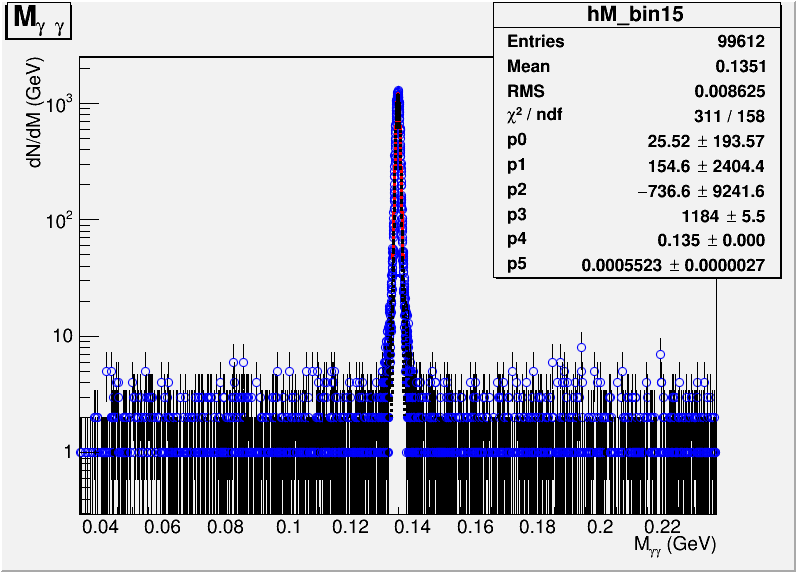 Mγ γ
hM_bin15
Entries 99612
Mean 0.1351
RMS 0.008625
χ² / ndf 311 / 158
p0 25.52 ± 193.57
p1 154.6 ± 2404.4
p2 −736.6 ± 9241.6
p3 1184 ± 5.5
p4 0.135 ± 0.000
p5 0.0005523 ± 0.0000027
dN/dM (GeV)
10³
10²
10
1
0.04 0.06 0.08 0.1 0.12 0.14 0.16 0.18 0.2 0.22
Mγγ (GeV)